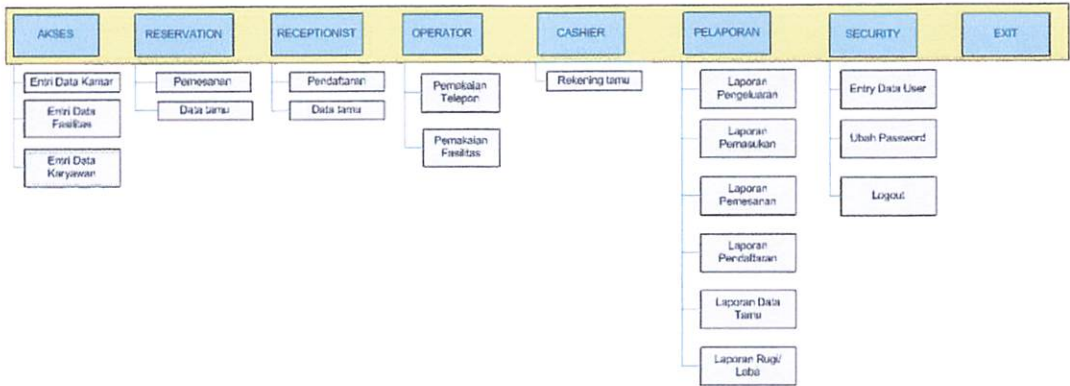 AKSES
RESERVATION
RECEPTIONIST
OPERATOR
CASHIER
PELAPORAN
SECURITY
EXIT
Entri Data Kamar
Entri Data
Fasilitas
Entri Data
Karyawan
Pemesanan
Data tamu
Pendaftaran
Data tamu
Pemakaian
Telepon
Pemakaian
Fasilitas
Rekening tamu
Laporan
Pengeluaran
Laporan
Pemasukan
Laporan
Pemesanan
Laporan
Pendaftaran
Laporan Data
Tamu
Laporan Rugi/
Laba
Entry Data User
Ubah Password
Logout